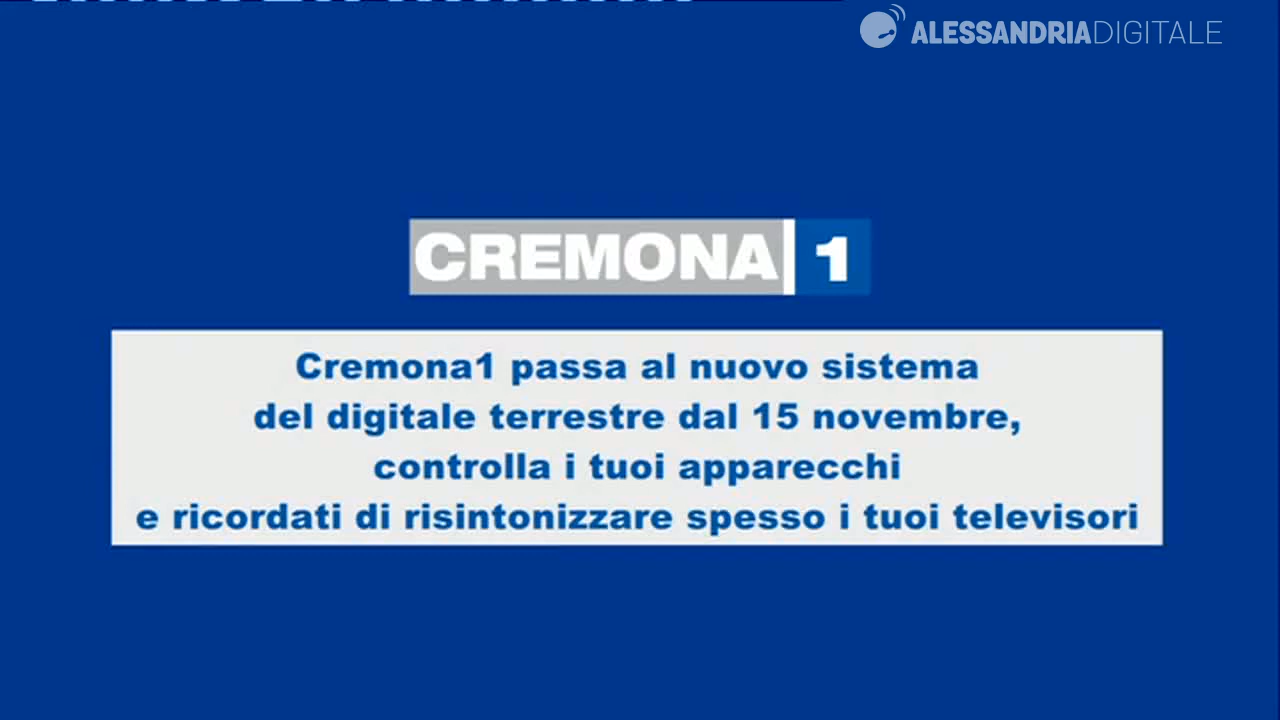 ALESSANDRIADIGITALE
CREMONA 1
Cremona1 passa al nuovo sistema
del digitale terrestre dal 15 novembre,
controlla i tuoi apparecchi
e ricordati di risintonizzare spesso i tuoi televisori